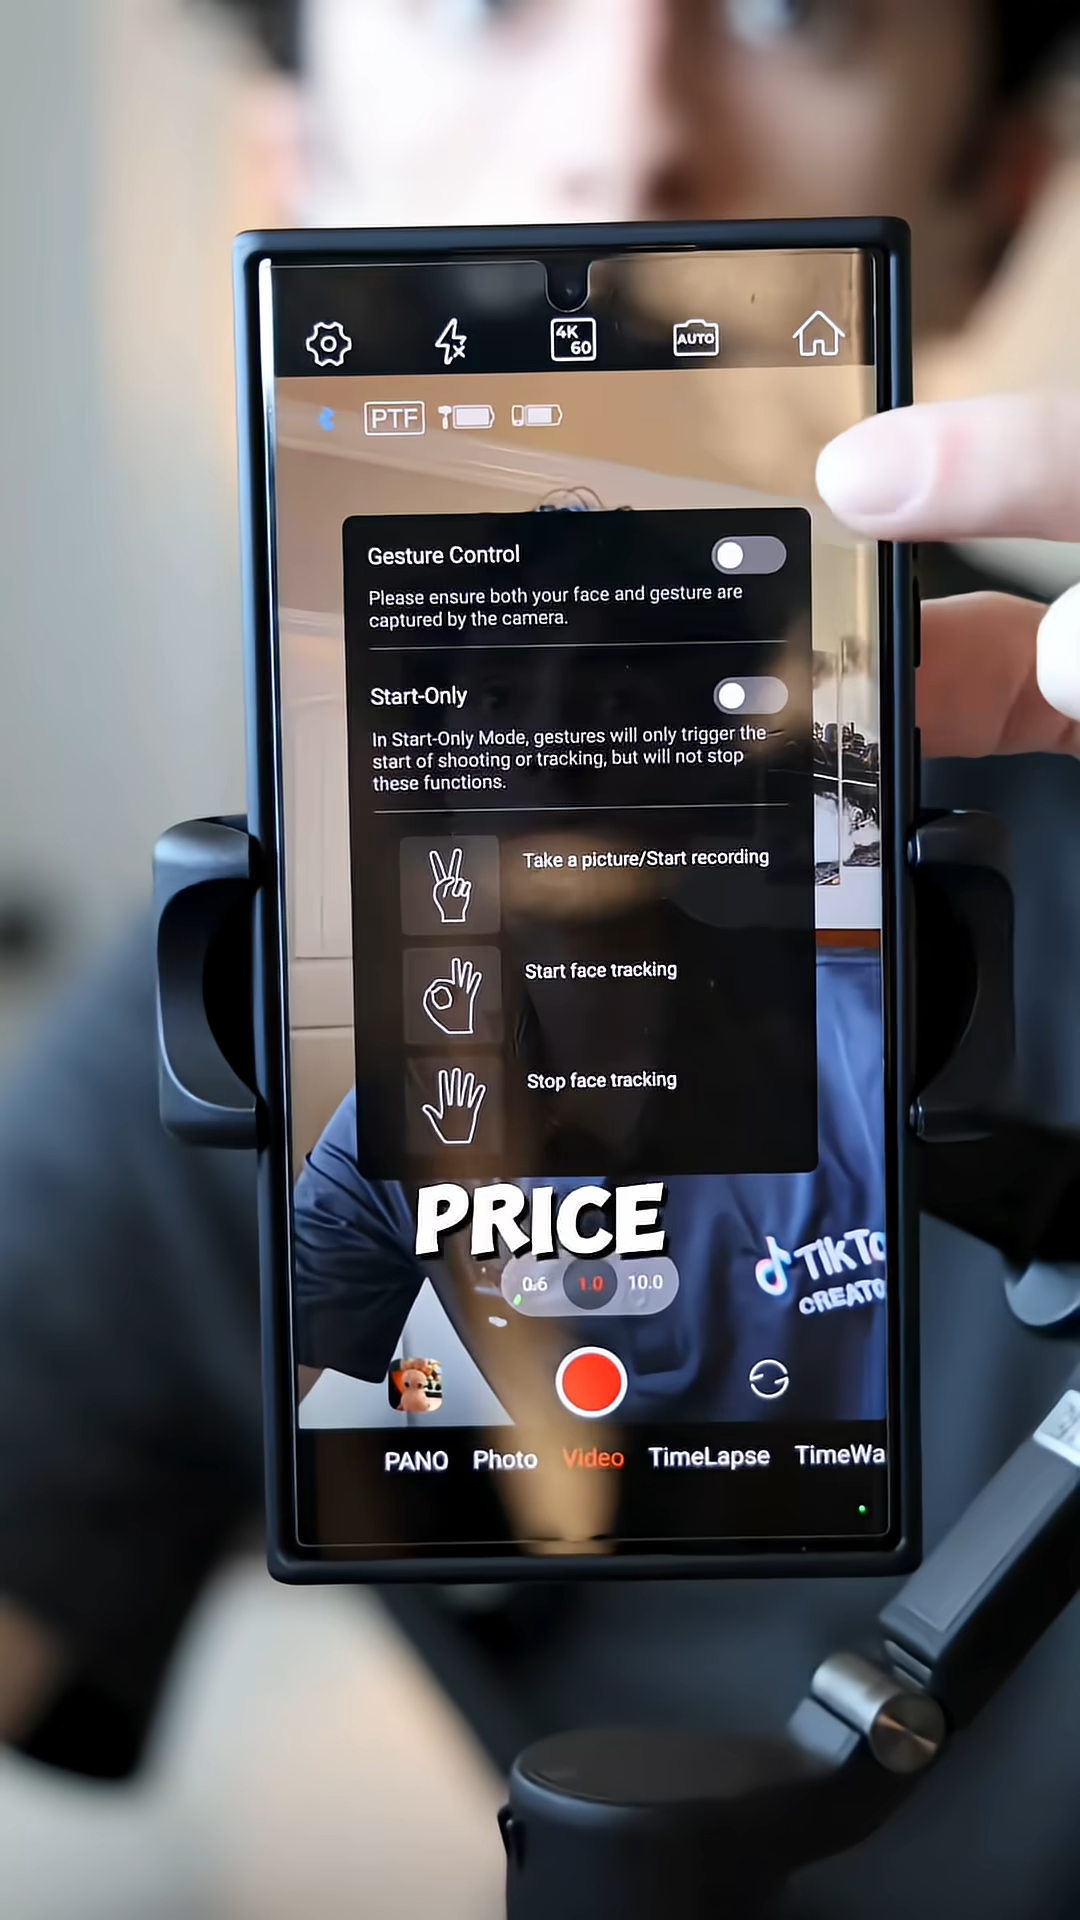 4K
60
AUTO
PTF
Gesture Control
Please ensure both your face and gesture are
captured by the camera.
Start-Only
In Start-Only Mode, gestures will only trigger the
start of shooting or tracking, but will not stop
these functions.
Take a picture/Start recording
Start face tracking
Stop face tracking
PRICE
TikTo
CREATO
0.6 1.0 10.0
PANO Photo Video TimeLapse TimeWa